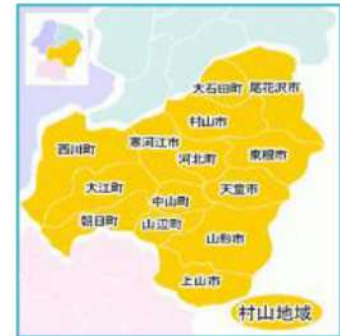 大石田町 尾花沢市
村山市
西川町 寒河江市
河北町 東根市
大江町 中山町 天童市
朝日町 山辺町 山形市
上山市
村山地域